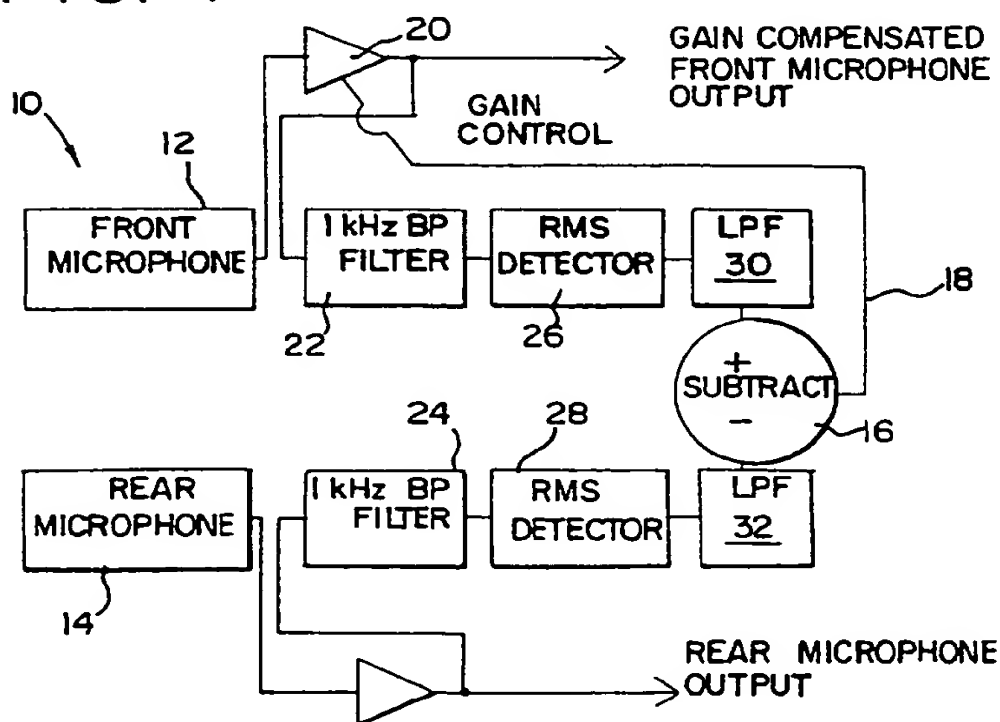 20
GAIN COMPENSATED
FRONT MICROPHONE
OUTPUT
10
GAIN
CONTROL
12
FRONT
MICROPHONE
1 kHz BP
FILTER
RMS
DETECTOR
LPF
30
18
22
26
+
SUBTRACT
-
16
24
28
REAR
MICROPHONE
1 kHz BP
FILTER
RMS
DETECTOR
LPF
32
14
REAR MICROPHONE
OUTPUT